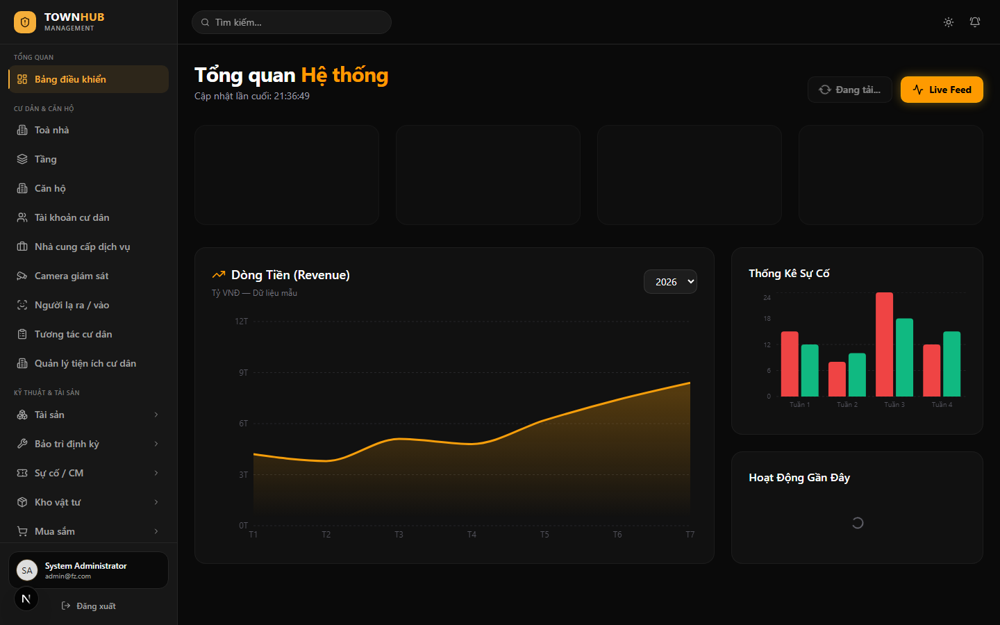 TOWNHUB
MANAGEMENT
TỔNG QUAN
Bảng điều khiển
CƯ DÂN & CĂN HỘ
Toà nhà
Tầng
Căn hộ
Tài khoản cư dân
Nhà cung cấp dịch vụ
Camera giám sát
Người lạ ra / vào
Tương tác cư dân
Quản lý tiện ích cư dân
KỸ THUẬT & TÀI SẢN
Tài sản
Bảo trì định kỳ
Sự cố / CM
Kho vật tư
Mua sắm
SA
System Administrator
admin@fz.com
N
Đăng xuất
Tìm kiếm...
Tổng quan Hệ thống
Cập nhật lần cuối: 21:36:49
Đang tải...
Live Feed
Dòng Tiền (Revenue)
Tỷ VNĐ — Dữ liệu mẫu
2026
12T
9T
6T
3T
0T
T1 T2 T3 T4 T5 T6 T7
Thống Kê Sự Cố
24
18
12
6
0
Tuần 1 Tuần 2 Tuần 3 Tuần 4
Hoạt Động Gần Đây